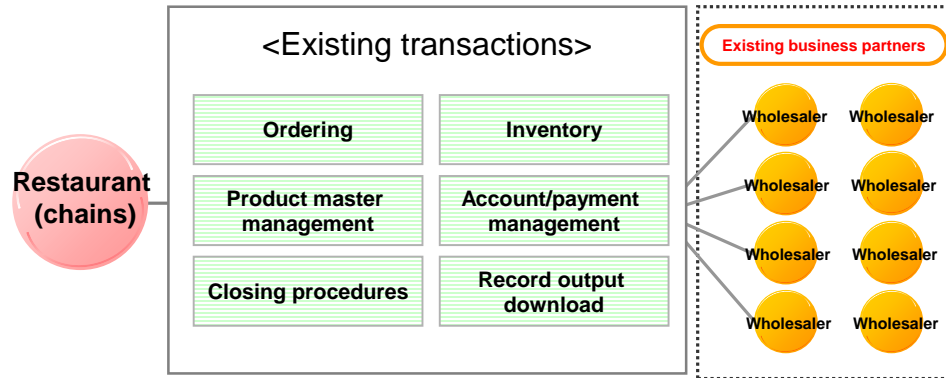 <Existing transactions>
Existing business partners
Restaurant
(chains)
Ordering
Inventory
Product master
management
Account/payment
management
Closing procedures
Record output
download
Wholesaler
Wholesaler
Wholesaler
Wholesaler
Wholesaler
Wholesaler
Wholesaler
Wholesaler